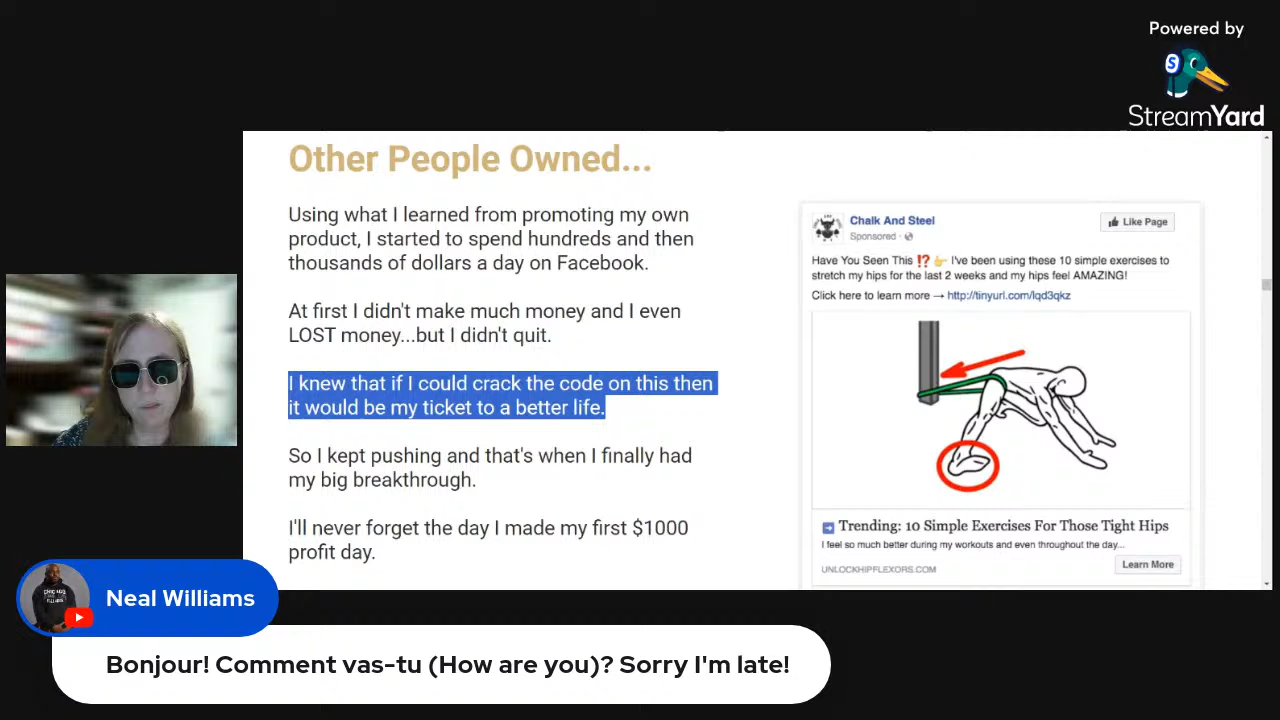 Powered by
StreamYard
Other People Owned...
Using what I learned from promoting my own
product, I started to spend hundreds and then
thousands of dollars a day on Facebook.
At first I didn't make much money and I even
LOST money...but I didn't quit.
I knew that if I could crack the code on this then
it would be my ticket to a better life.
So I kept pushing and that's when I finally had
my big breakthrough.
I'll never forget the day I made my first $1000
profit day.
Chalk And Steel
Like Page
Sponsored ·
Have You Seen This ⁉️ 👉 I've been using these 10 simple exercises to
stretch my hips for the last 2 weeks and my hips feel AMAZING!
Click here to learn more → http://tinyurl.com/lqd3qkz
➡️ Trending: 10 Simple Exercises For Those Tight Hips
I feel so much better during my workouts and even throughout the day...
UNLOCKHIPFLEXORS.COM
Learn More
Neal Williams
Bonjour! Comment vas-tu (How are you)? Sorry I'm late!